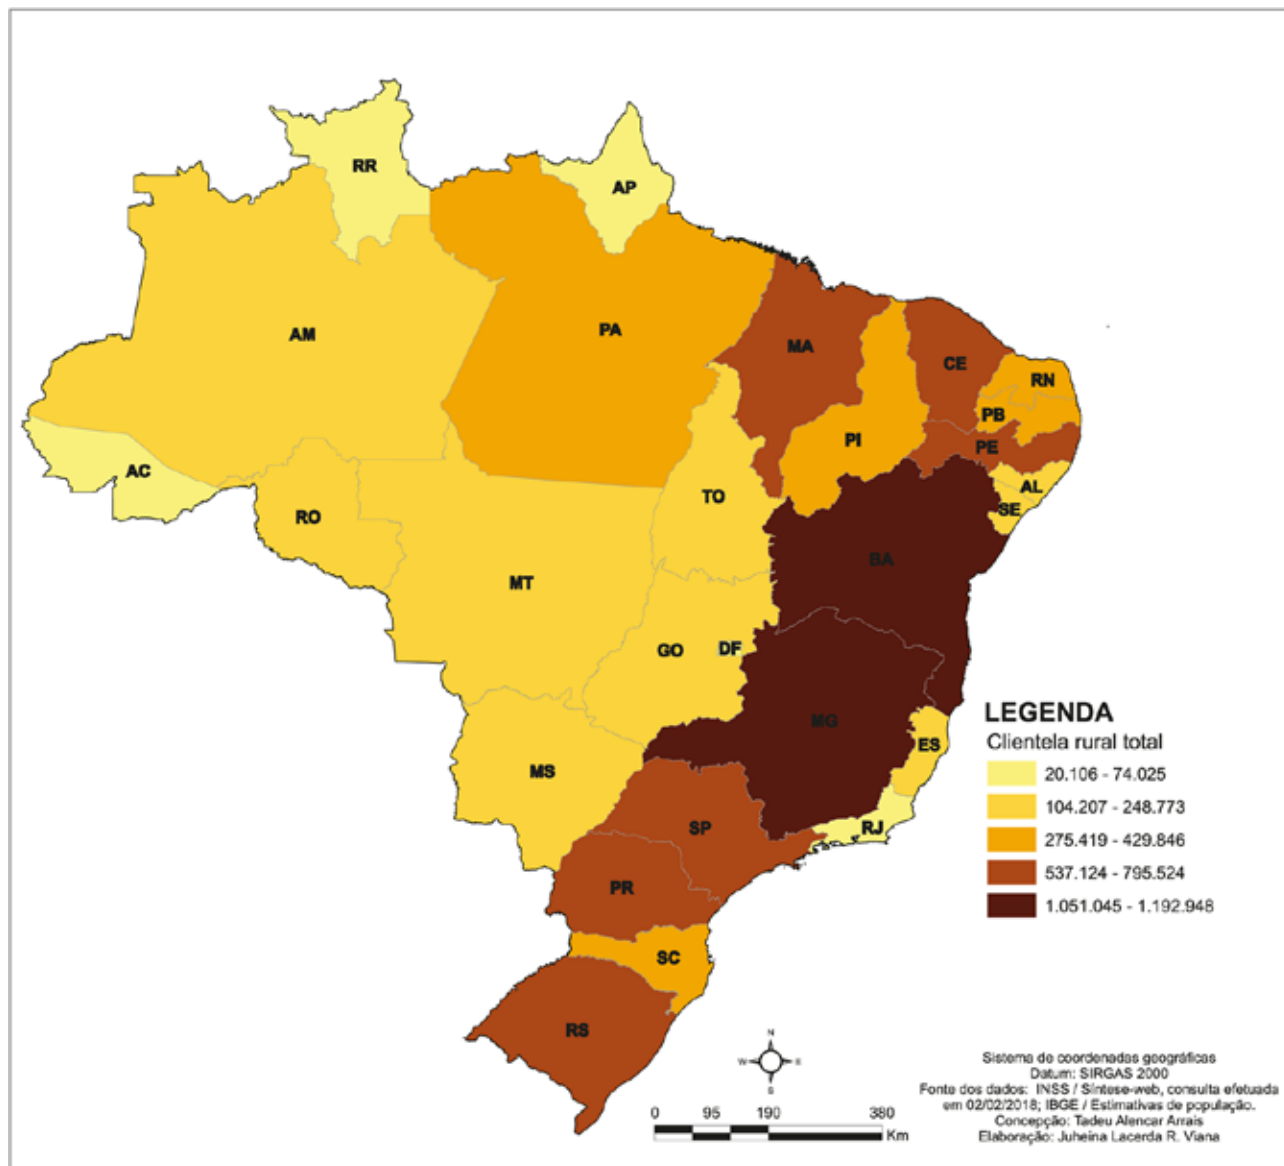 RR
AP
AM
PA
MA
CE
RN
PB
PI
PE
AC
AL
TO
SE
RO
BA
MT
GO
DF
MG
ES
MS
SP
RJ
PR
SC
RS
LEGENDA
Clientela rural total
20.106 - 74.025
104.207 - 248.773
275.419 - 429.846
537.124 - 795.524
1.051.045 - 1.192.948
N
W
E
S
0 95 190 380
Km
Sistema de coordenadas geográficas
Datum: SIRGAS 2000
Fonte dos dados: INSS / Síntese-web, consulta efetuada
em 02/02/2018; IBGE / Estimativas de população.
Concepção: Tadeu Alencar Arrais
Elaboração: Juheina Lacerda R. Viana